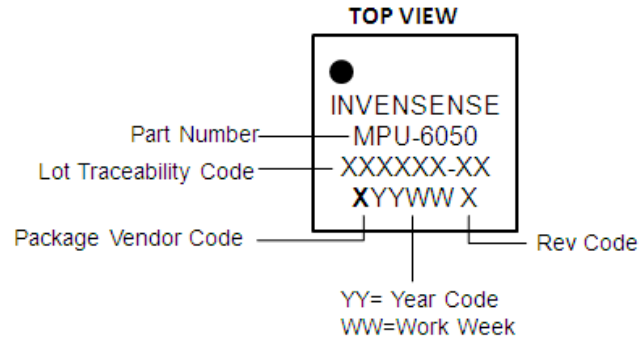 TOP VIEW
INVENSENSE
Part Number
MPU-6050
Lot Traceability Code
XXXXXX-XX
XYYWW X
Package Vendor Code
Rev Code
YY= Year Code
WW=Work Week